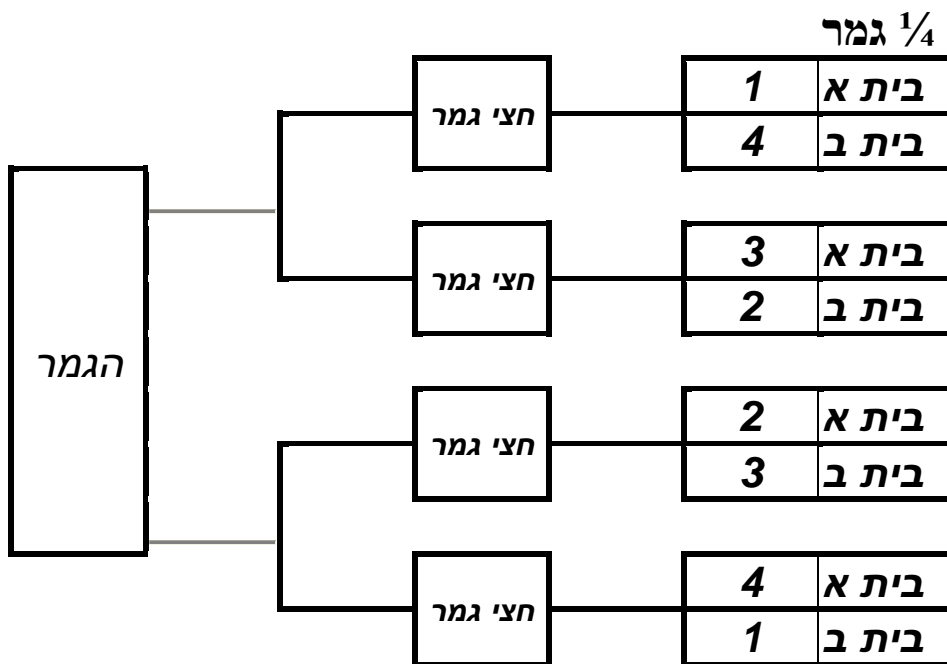 ¼ גמר
בית א 1
חצי גמר
בית ב 4
בית א 3
חצי גמר
בית ב 2
הגמר
בית א 2
חצי גמר
בית ב 3
בית א 4
חצי גמר
בית ב 1